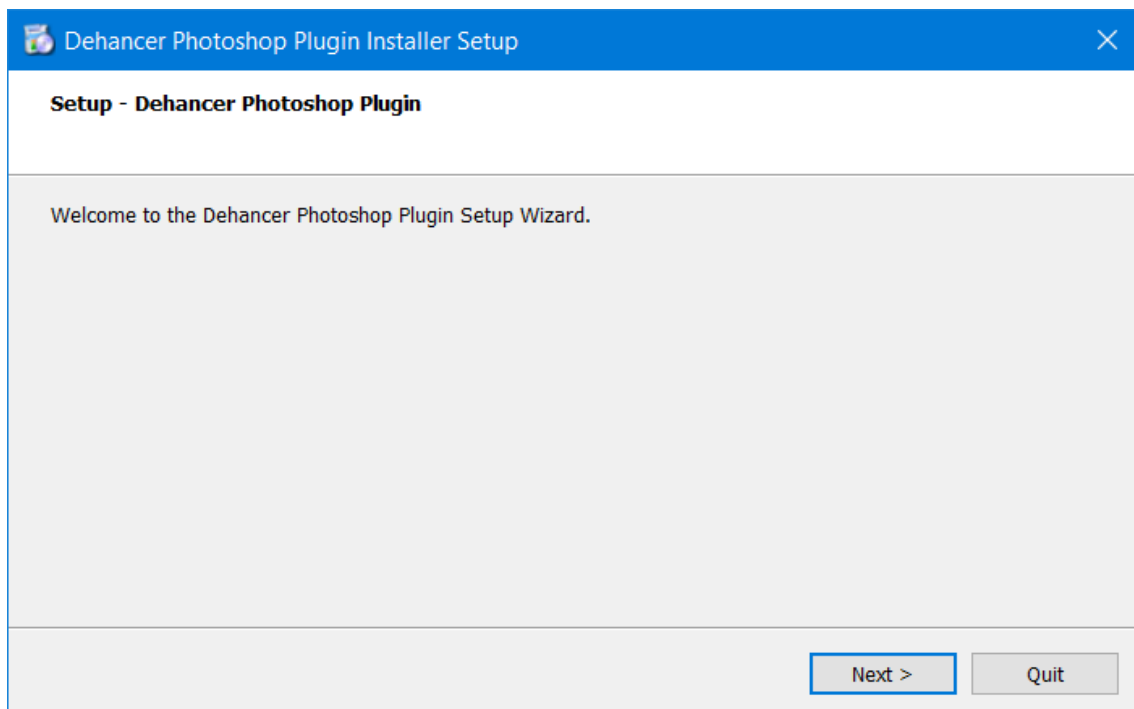 Dehancer Photoshop Plugin Installer Setup
Setup - Dehancer Photoshop Plugin
Welcome to the Dehancer Photoshop Plugin Setup Wizard.
Next > Quit